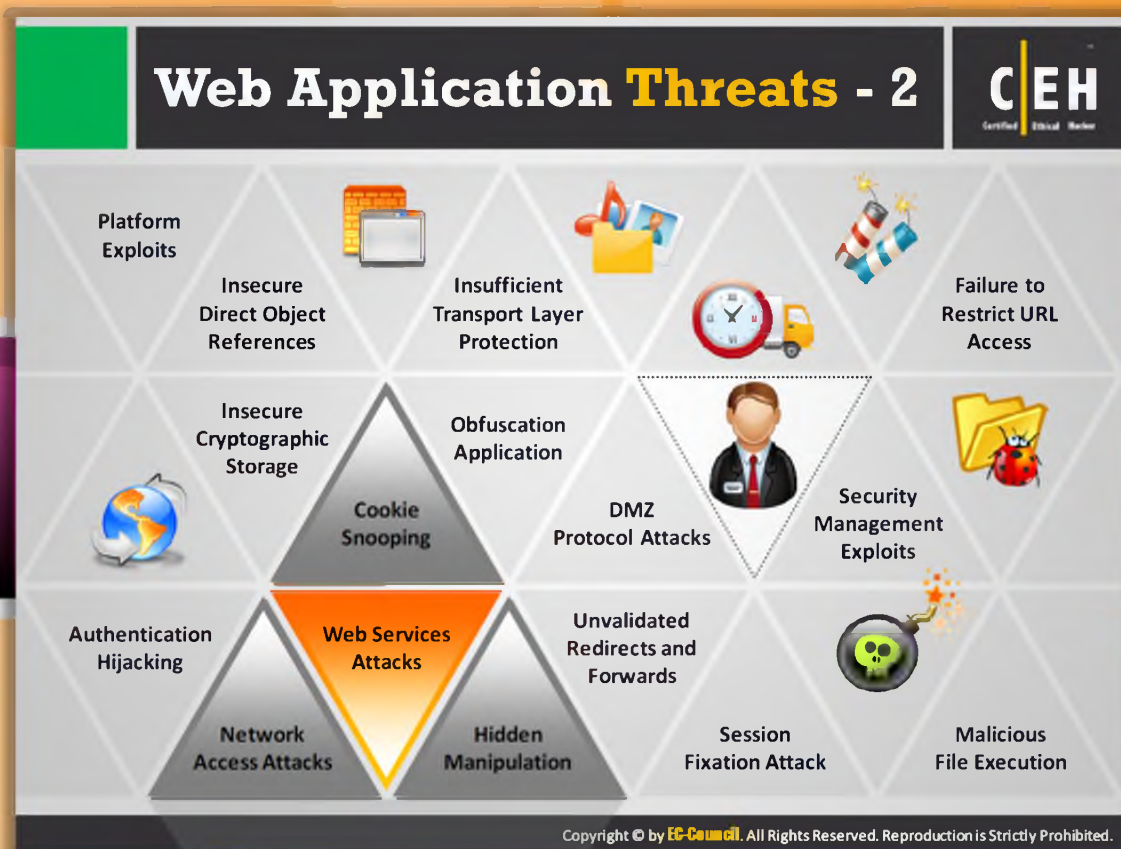 Web Application Threats - 2
C EH
Certified Ethical Hacker
Platform
Exploits
Insecure
Direct Object
References
Insufficient
Transport Layer
Protection
Failure to
Restrict URL
Access
Insecure
Cryptographic
Storage
Cookie
Snooping
Obfuscation
Application
DMZ
Protocol Attacks
Security
Management
Exploits
Authentication
Hijacking
Web Services
Attacks
Unvalidated
Redirects and
Forwards
Network
Access Attacks
Hidden
Manipulation
Session
Fixation Attack
Malicious
File Execution
Copyright © by EC-Council. All Rights Reserved. Reproduction is Strictly Prohibited.